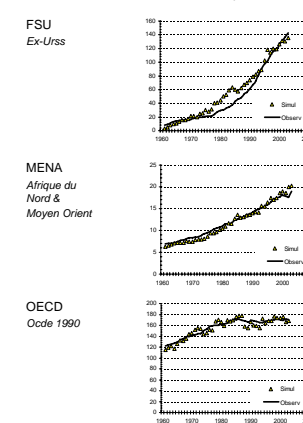 FSU
Ex-Urss
160
140
120
100
80
60
40
20
0
1960 1970 1980 1990 2000
Simul
Observ
MENA
Afrique du
Nord &
Moyen Orient
25
20
15
10
5
0
1960 1970 1980 1990 2000
Simul
Observ
OECD
Ocde 1990
200
180
160
140
120
100
80
60
40
20
0
1960 1970 1980 1990 2000
Simul
Observ